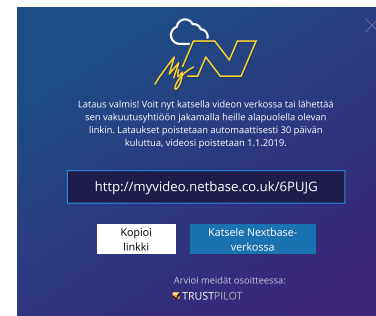 My N
Lataus valmis! Voit nyt katsella videon verkossa tai lähettää
sen vakuutusyhtiöön jakamalla heille alapuolella olevan
linkin. Lataukset poistetaan automaattisesti 30 päivän
kuluttua, videosi poistetaan 1.1.2019.
http://myvideo.netbase.co.uk/6PUJG
Kopioi
linkki
Katsele Nextbase-
verkossa
Arvioi meidät osoitteessa:
TRUSTPILOT